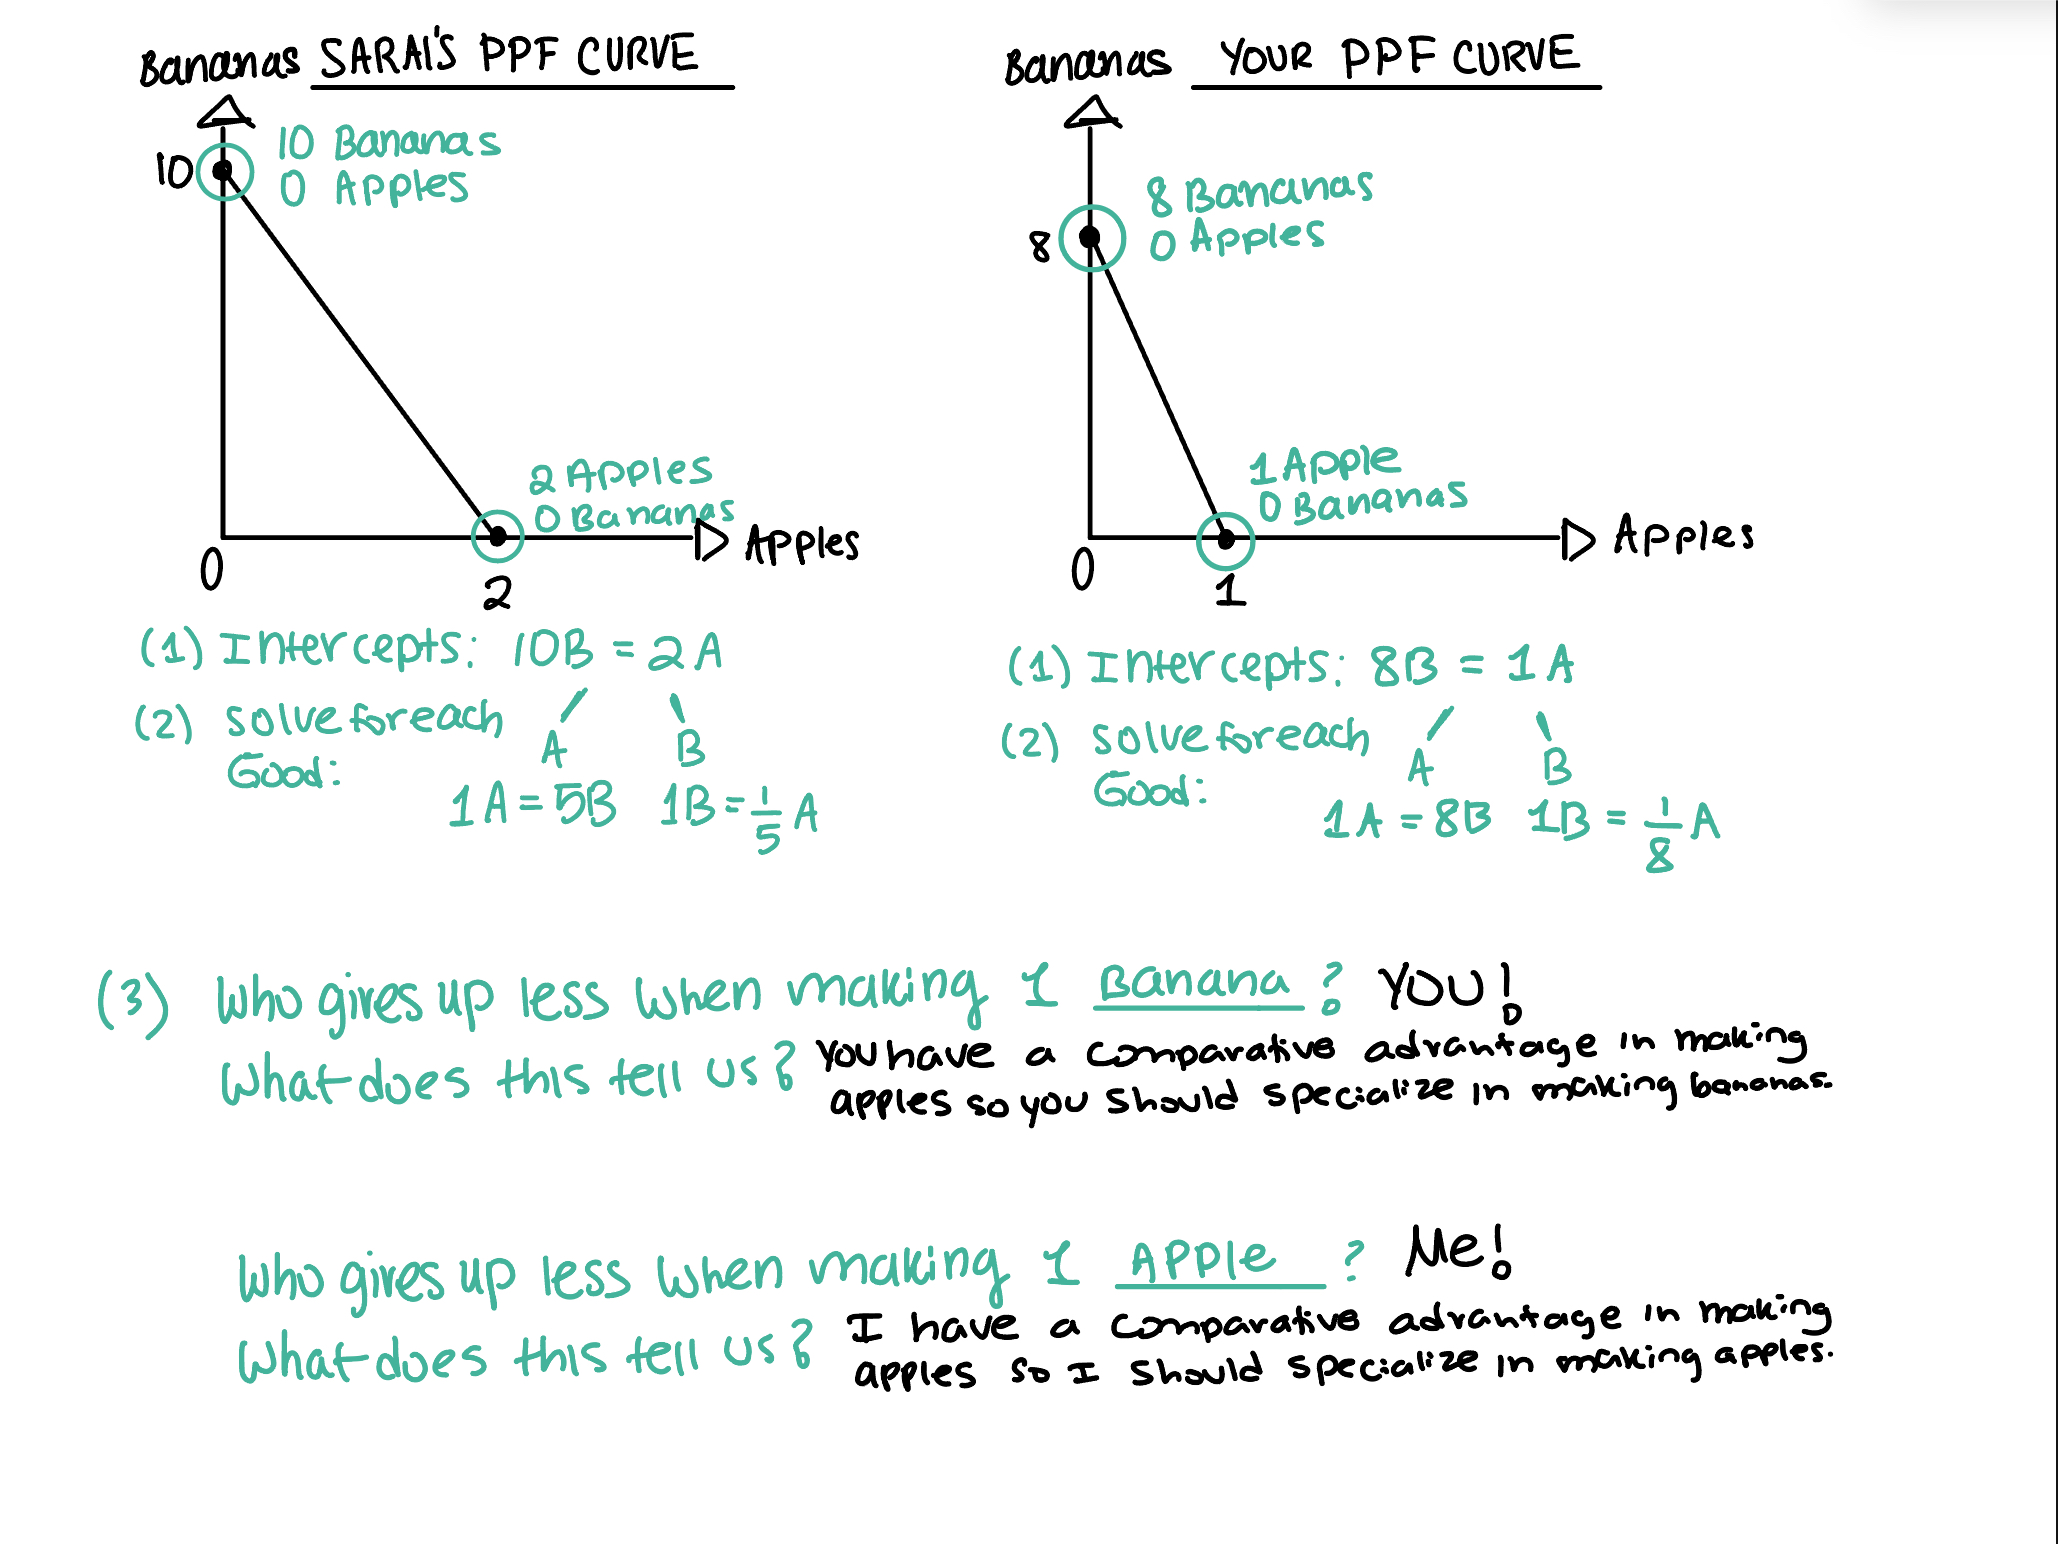 Bananas SARAI'S PPF CURVE
10 Bananas
0 Apples
10
2 Apples
0 Bananas
Apples
0
2
(1) Intercepts: 10B = 2A
(2) Solve for each
Good:
A B
1A = 5B 1B = 1/5 A
Bananas YOUR PPF CURVE
8 Bananas
0 Apples
8
1 Apple
0 Bananas
Apples
0
1
(1) Intercepts: 8B = 1A
(2) Solve for each
Good:
A B
1A = 8B 1B = 1/8 A
(3) Who gives up less when making 1 Banana? YOU!
What does this tell us? You have a comparative advantage in making
apples so you should specialize in making bananas.
Who gives up less when making 1 Apple? Me!
What does this tell us? I have a comparative advantage in making
apples so I should specialize in making apples.